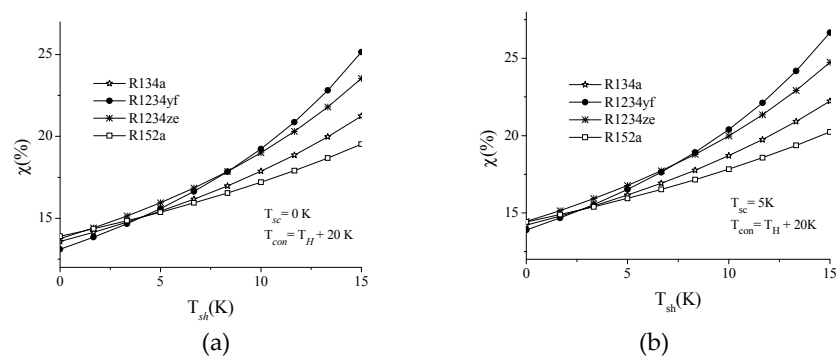 25
20
15
χ(%)
R134a
R1234yf
R1234ze
R152a
T_sc = 0 K
T_con = T_H + 20 K
0 5 10 15
T_sh(K)
(a)
25
20
15
χ(%)
R134a
R1234yf
R1234ze
R152a
T_sc = 5K
T_con = T_H + 20K
0 5 10 15
T_sh(K)
(b)